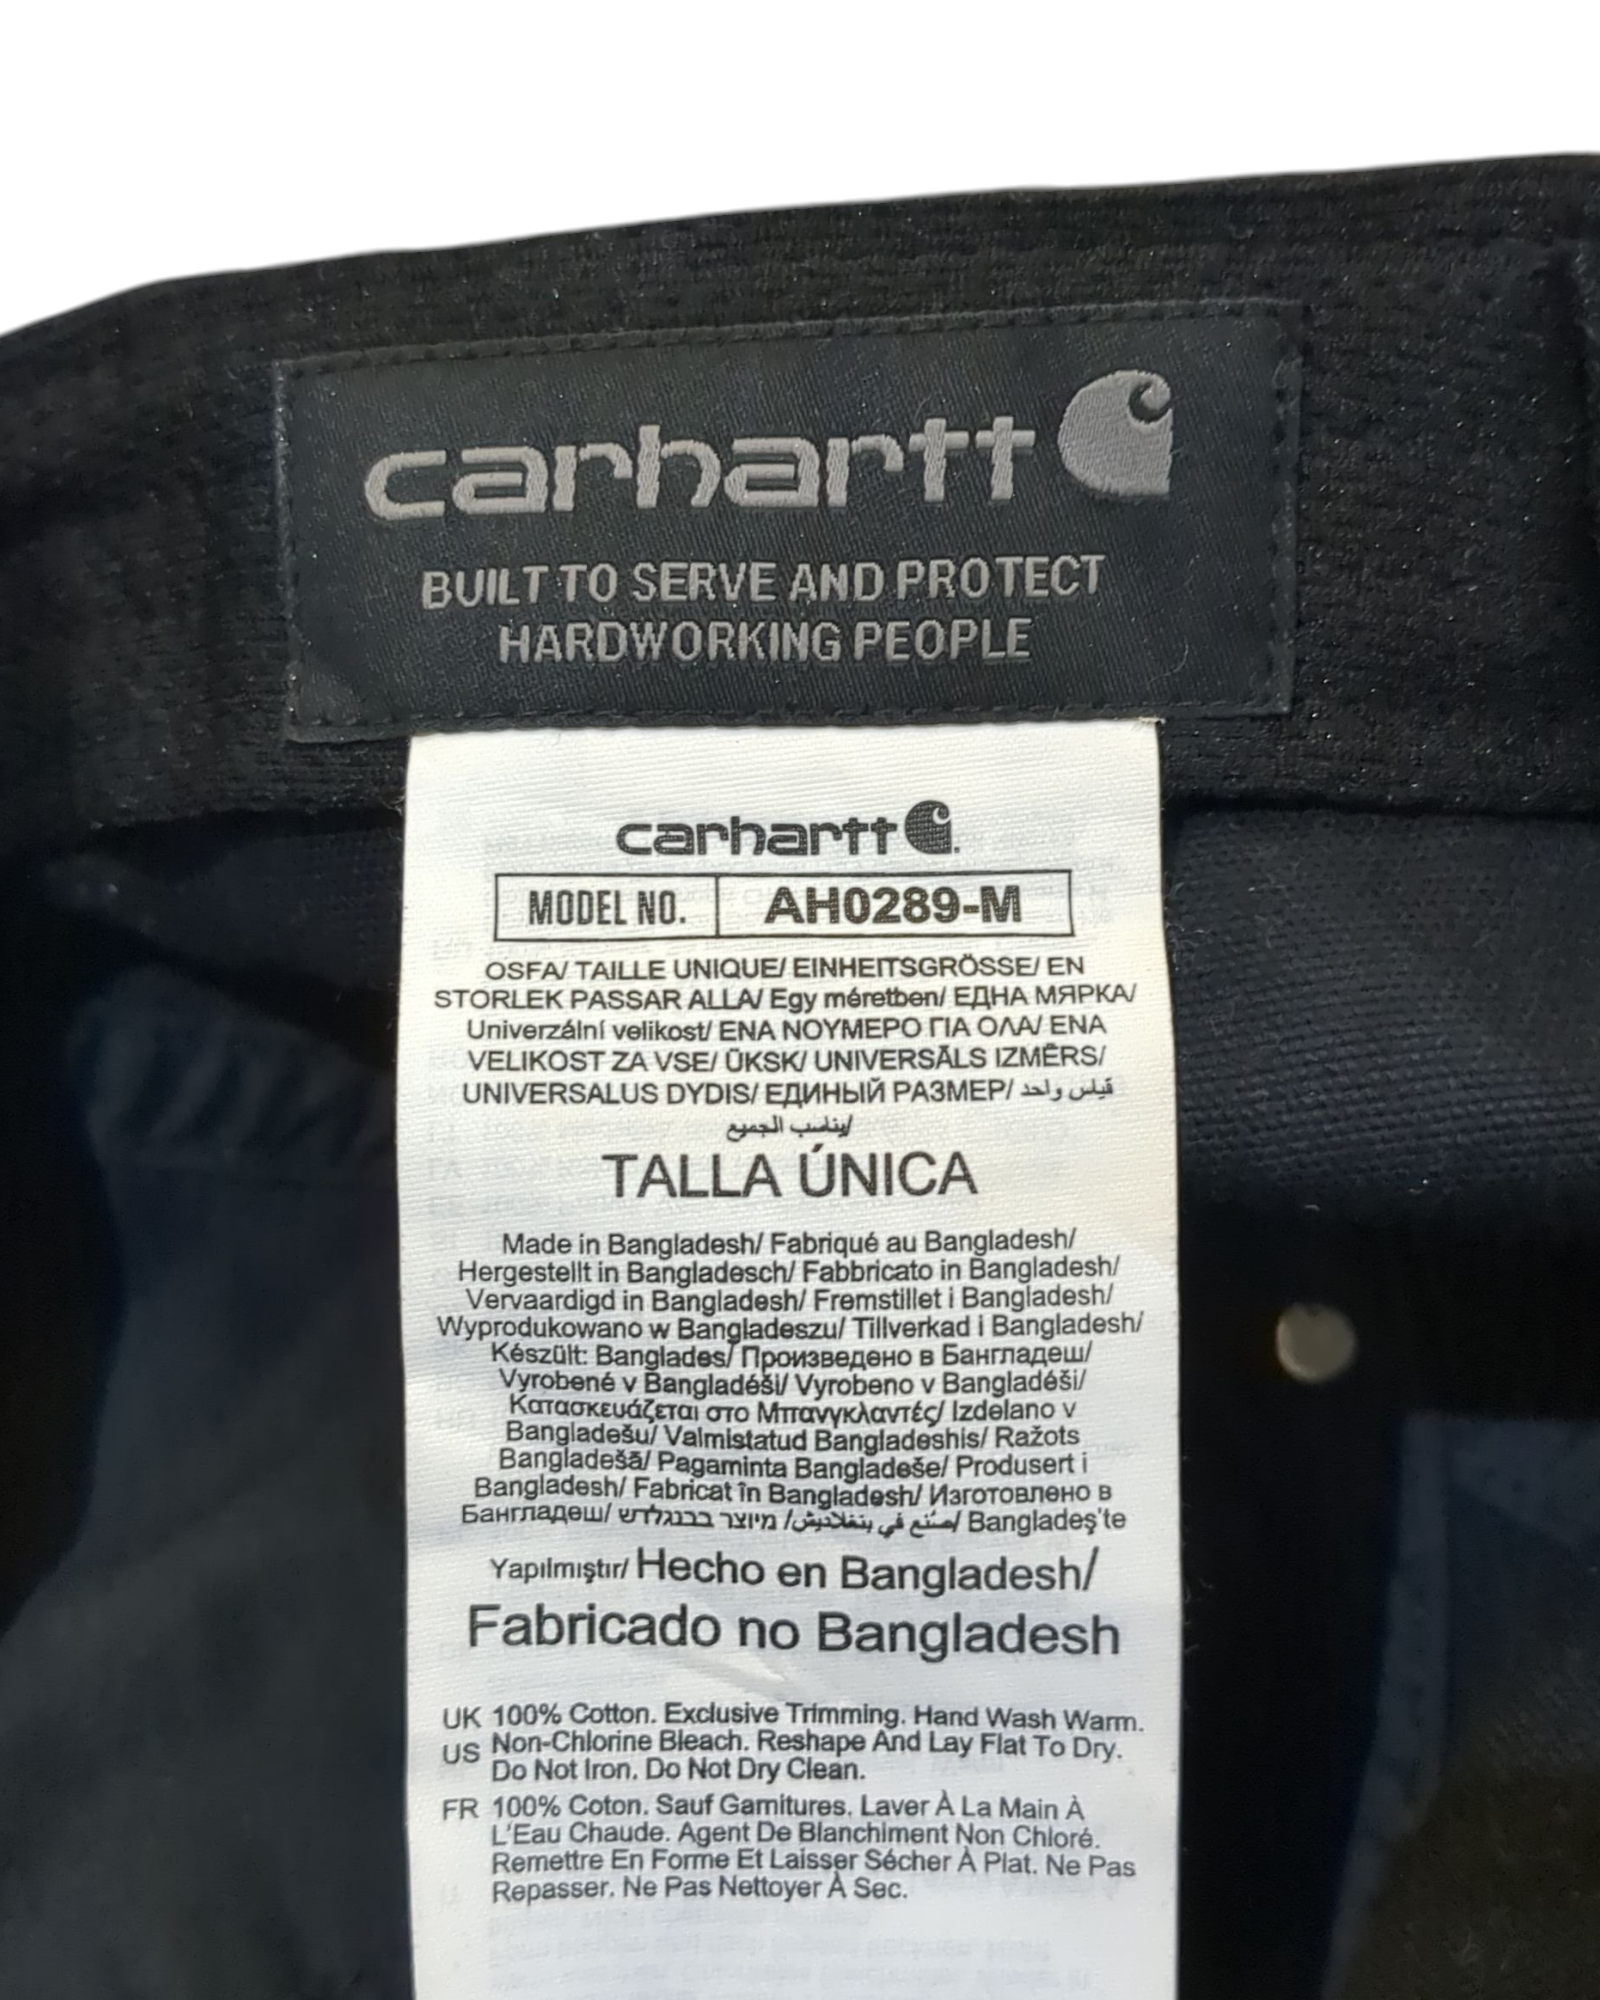 carhartt
BUILT TO SERVE AND PROTECT
HARDWORKING PEOPLE
carhartt
MODEL NO. AH0289-M
OSFA/ TAILLE UNIQUE/ EINHEITSGRÖSSE/ EN
STORLEK PASSAR ALLA/ Egy méretben/ ЕДНА МЯРКА/
Univerzální velikost/ ΕΝΑ ΝΟΥΜΕΡΟ ΓΙΑ ΟΛΑ/ ENA
VELIKOST ZA VSE/ ÜKSK/ UNIVERSĀLS IZMĒRS/
UNIVERSALUS DYDIS/ ЕДИНЫЙ РАЗМЕР/ قياس واحد
يناسب الجميع/
TALLA ÚNICA
Made in Bangladesh/ Fabriqué au Bangladesh/
Hergestellt in Bangladesch/ Fabbricato in Bangladesh/
Vervaardigd in Bangladesh/ Fremstillet i Bangladesh/
Wyprodukowano w Bangladeszu/ Tillverkad i Bangladesh/
Készült: Banglades/ Произведено в Бангладеш/
Vyrobené v Bangladéši/ Vyrobeno v Bangladéši/
Κατασκευάζεται στο Μπανγκλαντές/ Izdelano v
Bangladešu/ Valmistatud Bangladeshis/ Ražots
Bangladešā/ Pagaminta Bangladeše/ Produsert i
Bangladesh/ Fabricat în Bangladesh/ Изготовлено в
Бангладеш/ מיוצר בבנגלדש /صُنع في بنغلاديش/ Bangladeş'te
Yapılmıştır/ Hecho en Bangladesh/
Fabricado no Bangladesh
UK 100% Cotton. Exclusive Trimming. Hand Wash Warm.
US Non-Chlorine Bleach. Reshape And Lay Flat To Dry.
Do Not Iron. Do Not Dry Clean.
FR 100% Coton. Sauf Garnitures. Laver À La Main À
L'Eau Chaude. Agent De Blanchiment Non Chloré.
Remettre En Forme Et Laisser Sécher À Plat. Ne Pas
Repasser. Ne Pas Nettoyer À Sec.